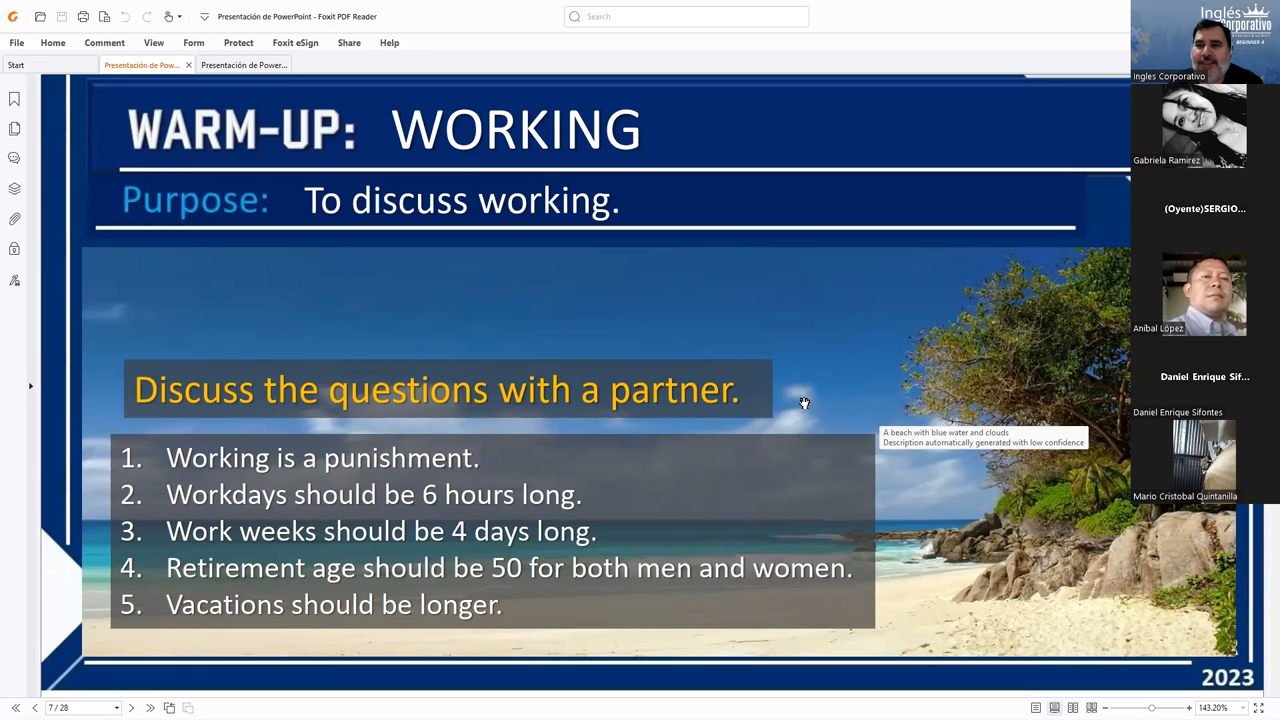 Presentación de PowerPoint - Foxit PDF Reader
Search
File Home Comment View Form Protect Foxit eSign Share Help
Start
Presentación de Pow...
Presentación de Power...
Inglés
Corporativo
BEGINNER 4
Ingles Corporativo
Gabriela Ramirez
(Oyente)SERGIO...
Aníbal López
Daniel Enrique Sif...
Daniel Enrique Sifontes
Mario Cristobal Quintanilla
WARM-UP: WORKING
Purpose: To discuss working.
Discuss the questions with a partner.
A beach with blue water and clouds
Description automatically generated with low confidence
1. Working is a punishment.
2. Workdays should be 6 hours long.
3. Work weeks should be 4 days long.
4. Retirement age should be 50 for both men and women.
5. Vacations should be longer.
2023
7 / 28
143.20%